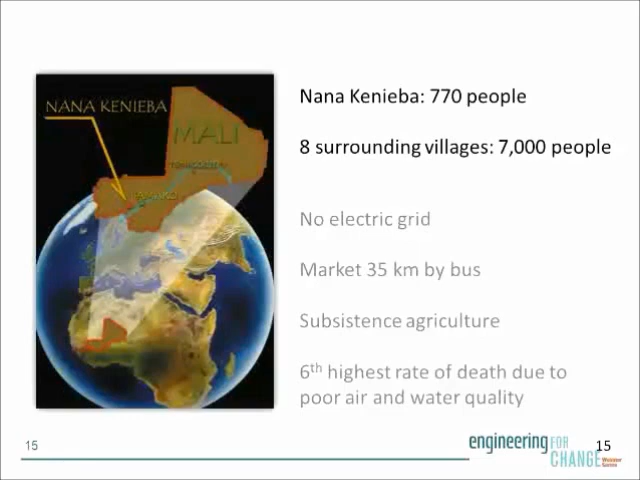 NANA KENIEBA
MALI
Nana Kenieba: 770 people
8 surrounding villages: 7,000 people
No electric grid
Market 35 km by bus
Subsistence agriculture
6th highest rate of death due to
poor air and water quality
15
engineering FOR
CHANGE
15